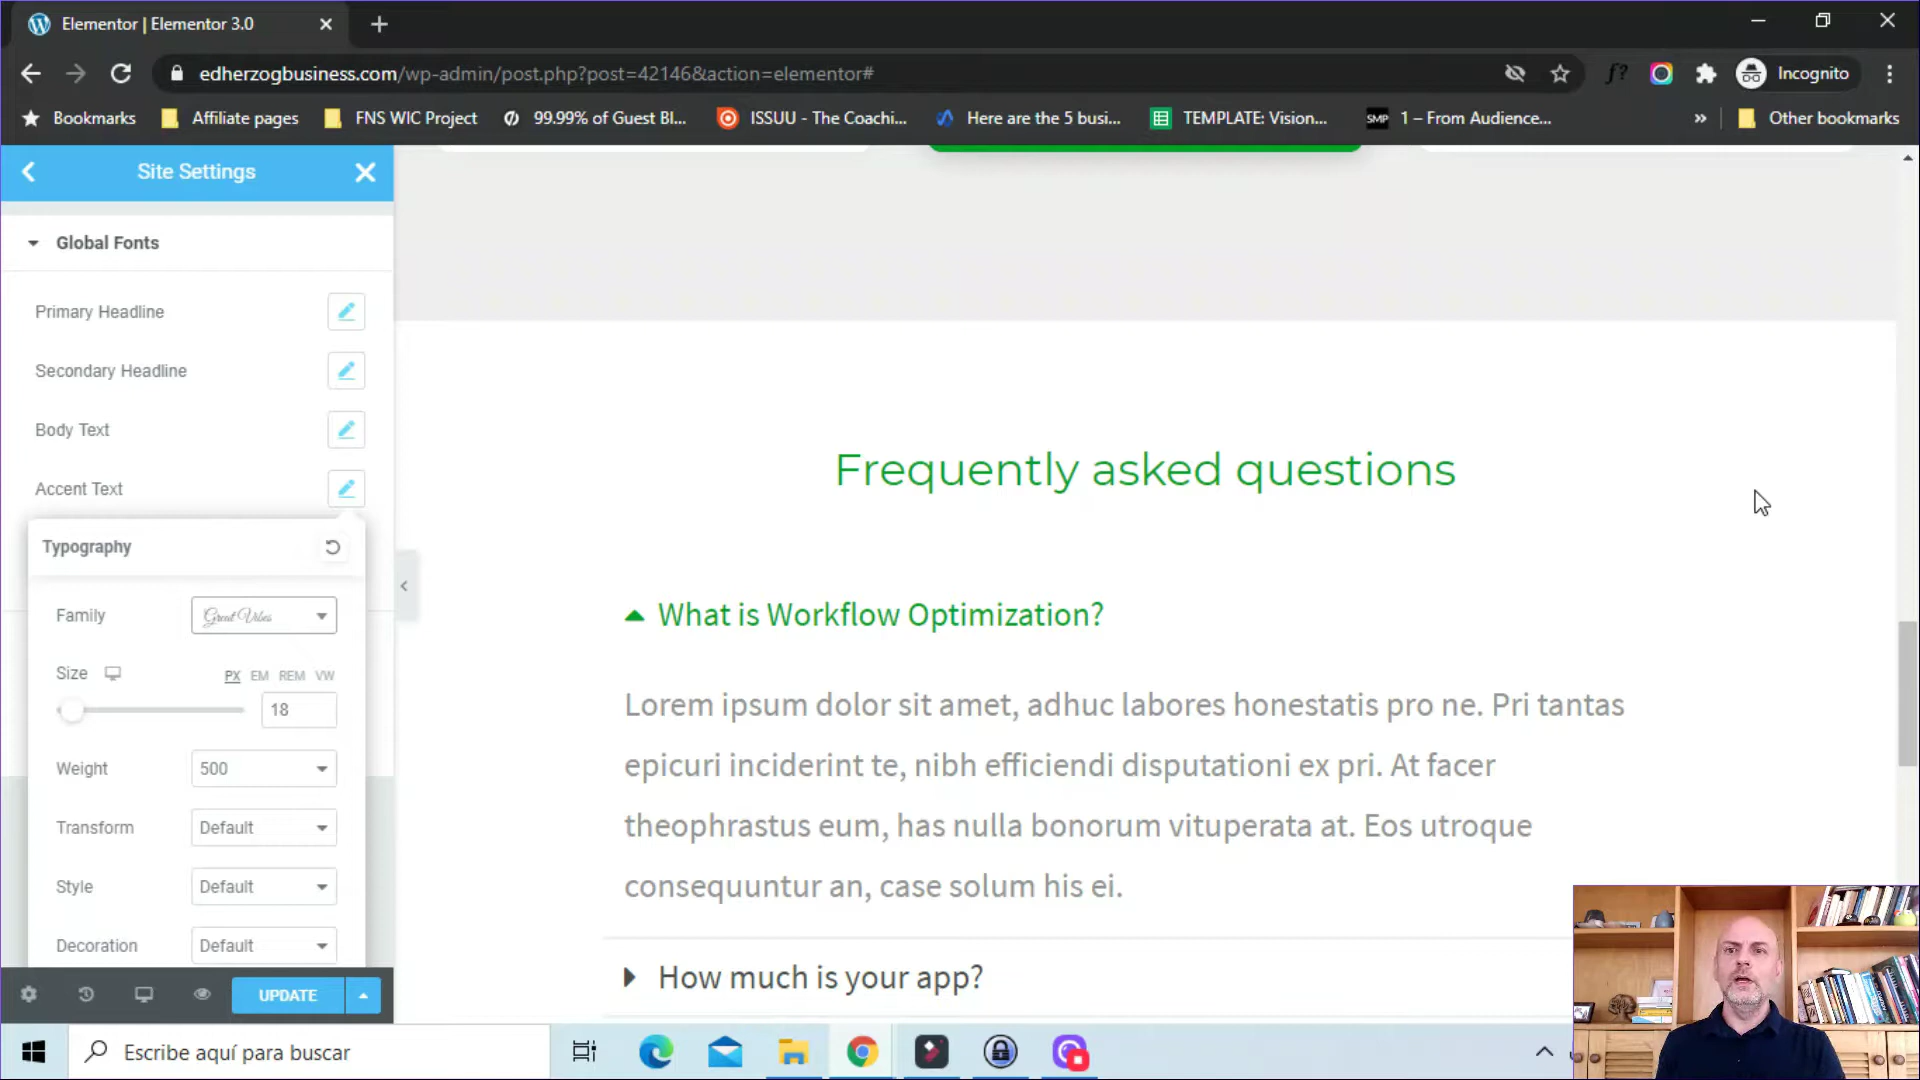 Elementor | Elementor 3.0
edherzogbusiness.com/wp-admin/post.php?post=42146&action=elementor#
f?
Incognito
Bookmarks
Affiliate pages
FNS WIC Project
99.99% of Guest Bl...
ISSUU - The Coachi...
Here are the 5 busi...
TEMPLATE: Vision...
SMP
1 – From Audience...
»
Other bookmarks
Site Settings
Global Fonts
Primary Headline
Secondary Headline
Body Text
Accent Text
Typography
Family
Great Vibes
Size
PX EM REM VW
18
Weight
500
Transform
Default
Style
Default
Decoration
Default
UPDATE
Frequently asked questions
What is Workflow Optimization?
Lorem ipsum dolor sit amet, adhuc labores honestatis pro ne. Pri tantas
epicuri inciderint te, nibh efficiendi disputationi ex pri. At facer
theophrastus eum, has nulla bonorum vituperata at. Eos utroque
consequuntur an, case solum his ei.
How much is your app?
Escribe aquí para buscar